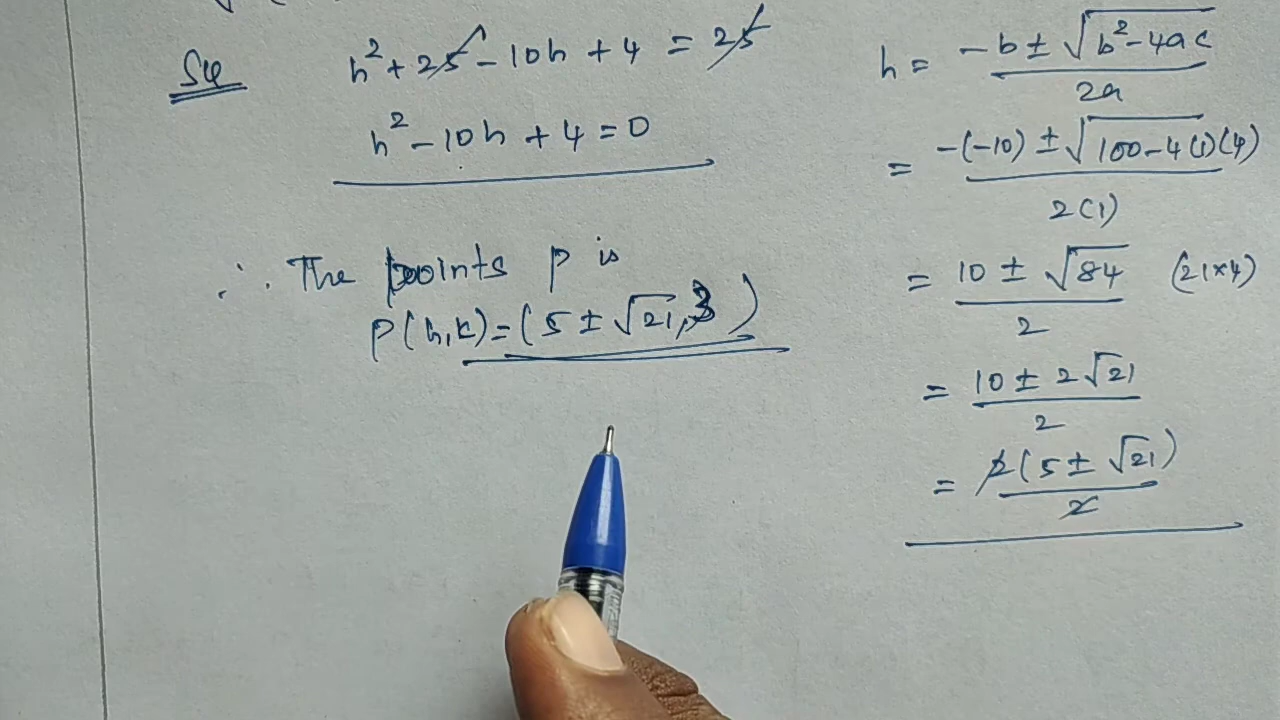 Sq h² + 25 - 10h + 4 = 25
h² - 10h + 4 = 0
∴ The points P is
P(h,k) = (5 ± √21, 3)
h = -b ± √b² - 4ac / 2a
= -(-10) ± √100 - 4(1)(4) / 2(1)
= 10 ± √84 / 2 (21×4)
= 10 ± 2√21 / 2
= 2(5 ± √21) / 2